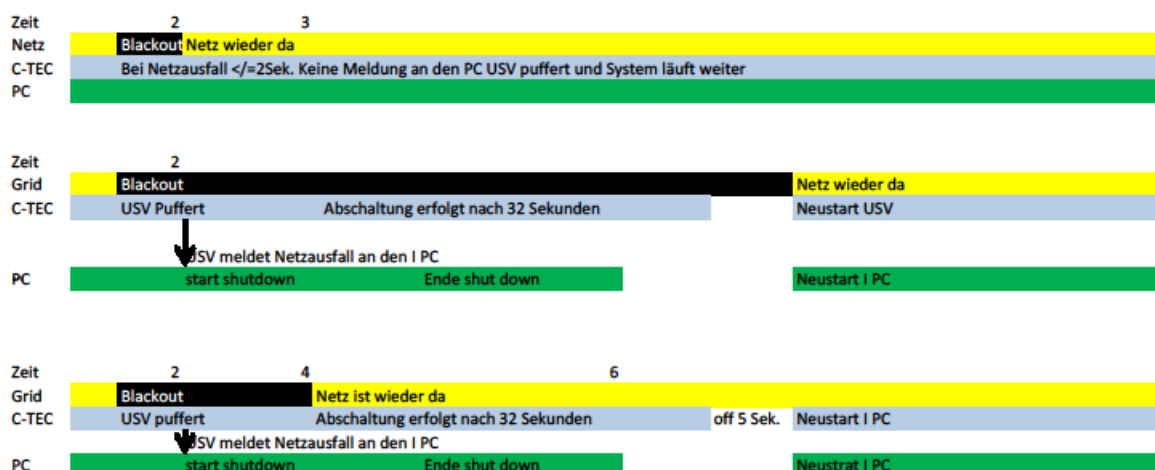 Zeit 2 3
Netz Blackout Netz wieder da
C-TEC Bei Netzausfall </=2Sek. Keine Meldung an den PC USV puffert und System läuft weiter
PC
Zeit 2
Grid Blackout Netz wieder da
C-TEC USV Puffert Abschaltung erfolgt nach 32 Sekunden Neustart USV
USV meldet Netzausfall an den I PC
PC start shutdown Ende shut down Neustart I PC
Zeit 2 4 6
Grid Blackout Netz ist wieder da
C-TEC USV puffert Abschaltung erfolgt nach 32 Sekunden off 5 Sek. Neustart I PC
USV meldet Netzausfall an den I PC
PC start shutdown Ende shut down Neustrat I PC